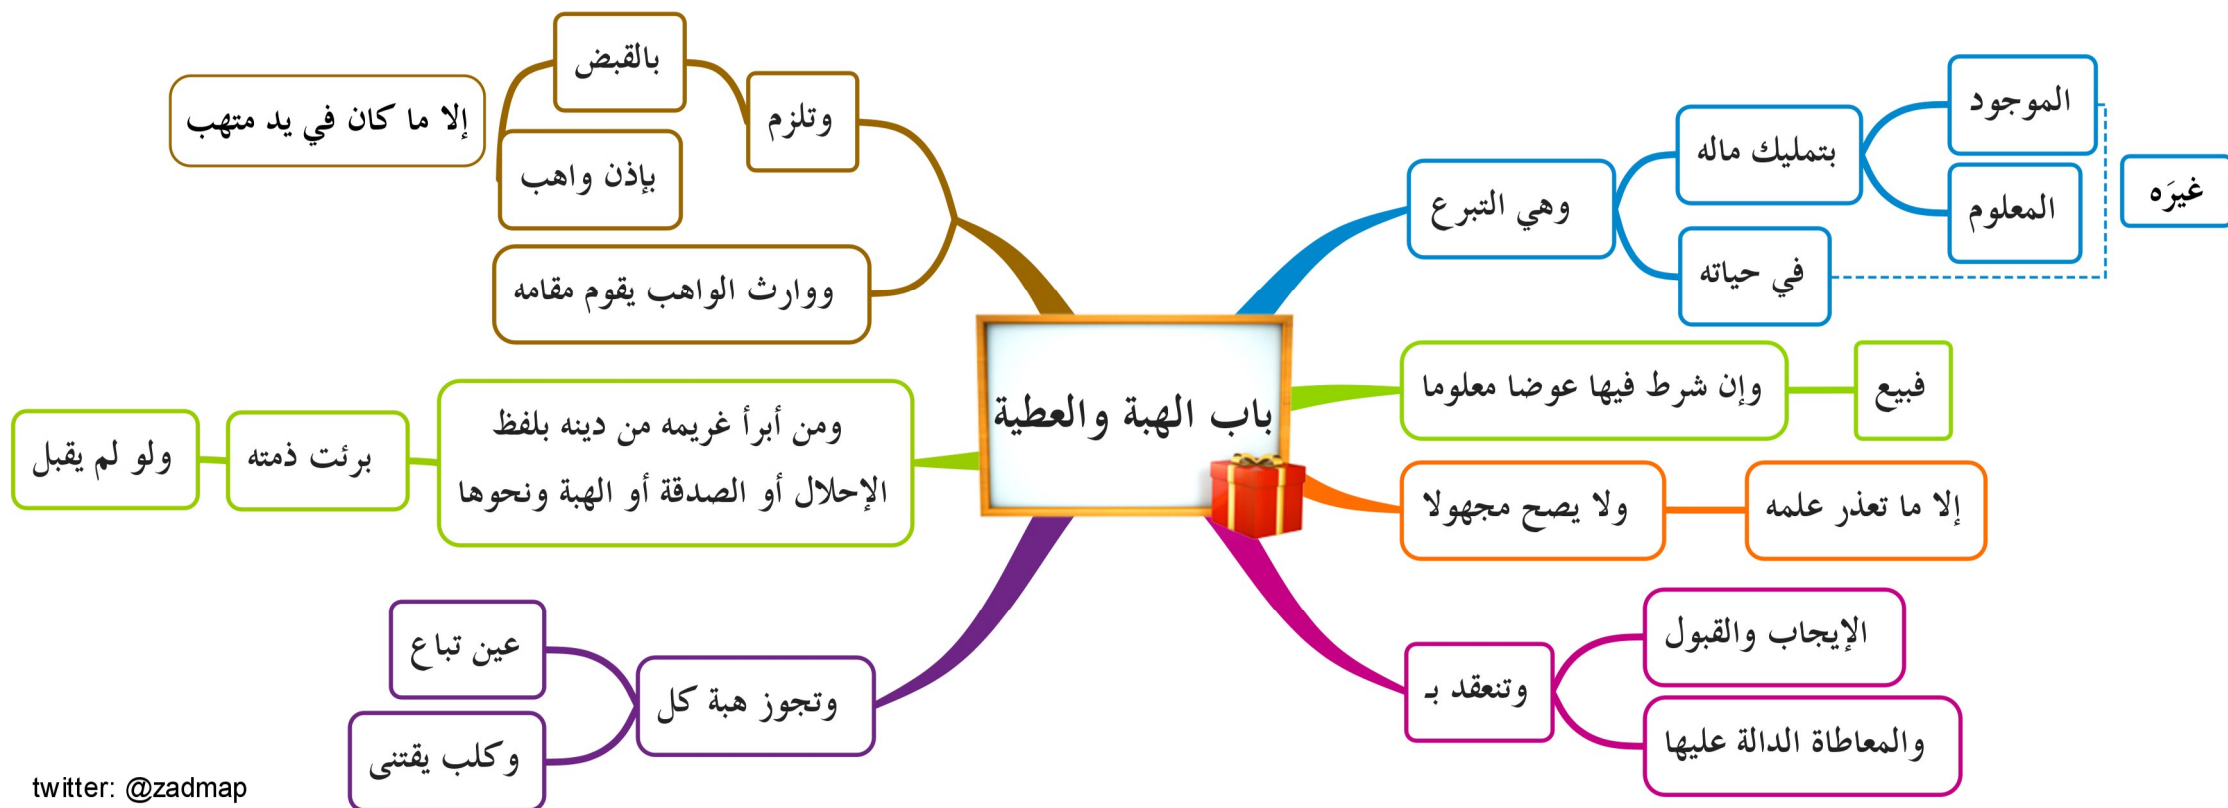 باب الهبة والعطية
وهي التبرع
بتمليك ماله
الموجود
المعلوم
في حياته
غيرَه
وإن شرط فيها عوضا معلوما
فبيع
ولا يصح مجهولا
إلا ما تعذر علمه
وتنعقد بـ
الإيجاب والقبول
والمعاطاة الدالة عليها
وتلزم
بالقبض
بإذن واهب
إلا ما كان في يد متهب
ووارث الواهب يقوم مقامه
ومن أبرأ غريمه من دينه بلفظ
الإحلال أو الصدقة أو الهبة ونحوها
برئت ذمته
ولو لم يقبل
وتجوز هبة كل
عين تباع
وكلب يقتنى
twitter: @zadmap